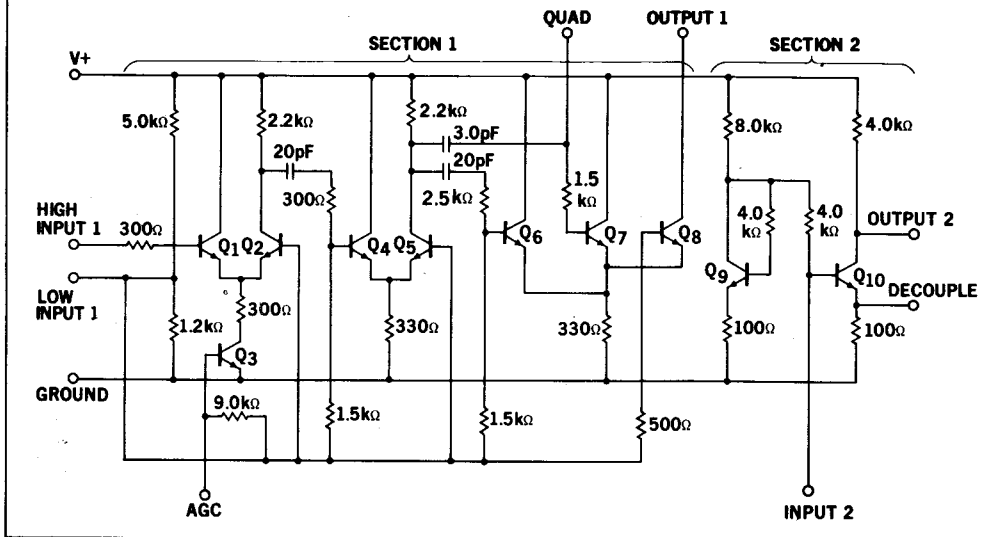 QUAD OUTPUT 1
SECTION 1 SECTION 2
V+
5.0kΩ 2.2kΩ 2.2kΩ 8.0kΩ 4.0kΩ
3.0pF
20pF 20pF
300Ω 2.5 kΩ 1.5 kΩ 4.0 kΩ 4.0 kΩ
HIGH INPUT 1
300Ω
Q1 Q2 Q4 Q5 Q6 Q7 Q8
OUTPUT 2
Q9 Q10
LOW INPUT 1
DECOUPLE
300Ω
1.2kΩ 330Ω 330Ω 100Ω 100Ω
Q3
GROUND
9.0kΩ 1.5kΩ 1.5kΩ 500Ω
AGC INPUT 2